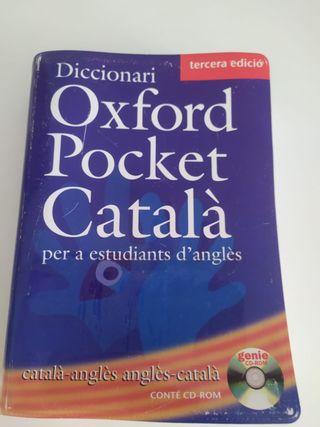 Diccionari
tercera edició
Oxford
Pocket
Català
per a estudiants d'anglès
català-anglès anglès-català
genie
CD-ROM
CONTÉ CD-ROM